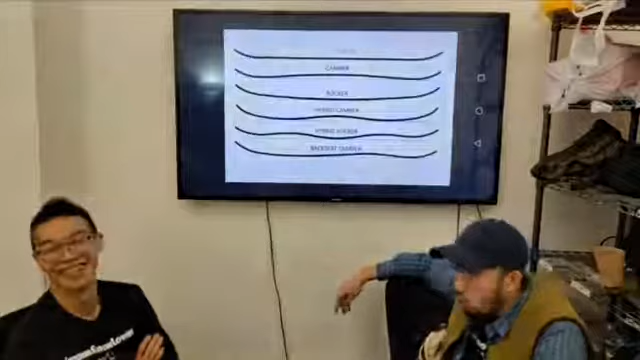 CAMBER
ROCKER
HYBRID CAMBER
HYBRID ROCKER
BACKSEAT CAMBER